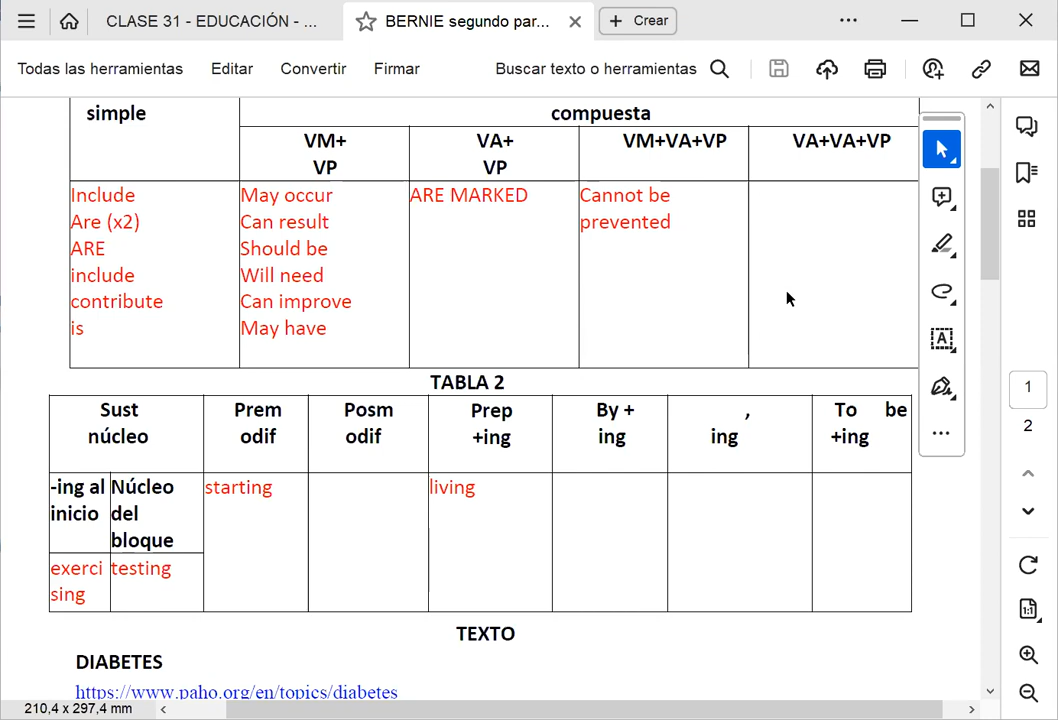 CLASE 31 - EDUCACIÓN - ...
BERNIE segundo par...
Crear
Todas las herramientas
Editar
Convertir
Firmar
Buscar texto o herramientas
simple
compuesta
VM+
VP
VA+
VP
VM+VA+VP
VA+VA+VP
Include
Are (x2)
ARE
include
contribute
is
May occur
Can result
Should be
Will need
Can improve
May have
ARE MARKED
Cannot be
prevented
TABLA 2
Sust
núcleo
Prem
odif
Posm
odif
Prep
+ing
By +
ing
,
ing
To be
+ing
-ing al
inicio
Núcleo
del
bloque
starting
living
exerci
sing
testing
TEXTO
DIABETES
https://www.paho.org/en/topics/diabetes
1
2
210,4 x 297,4 mm